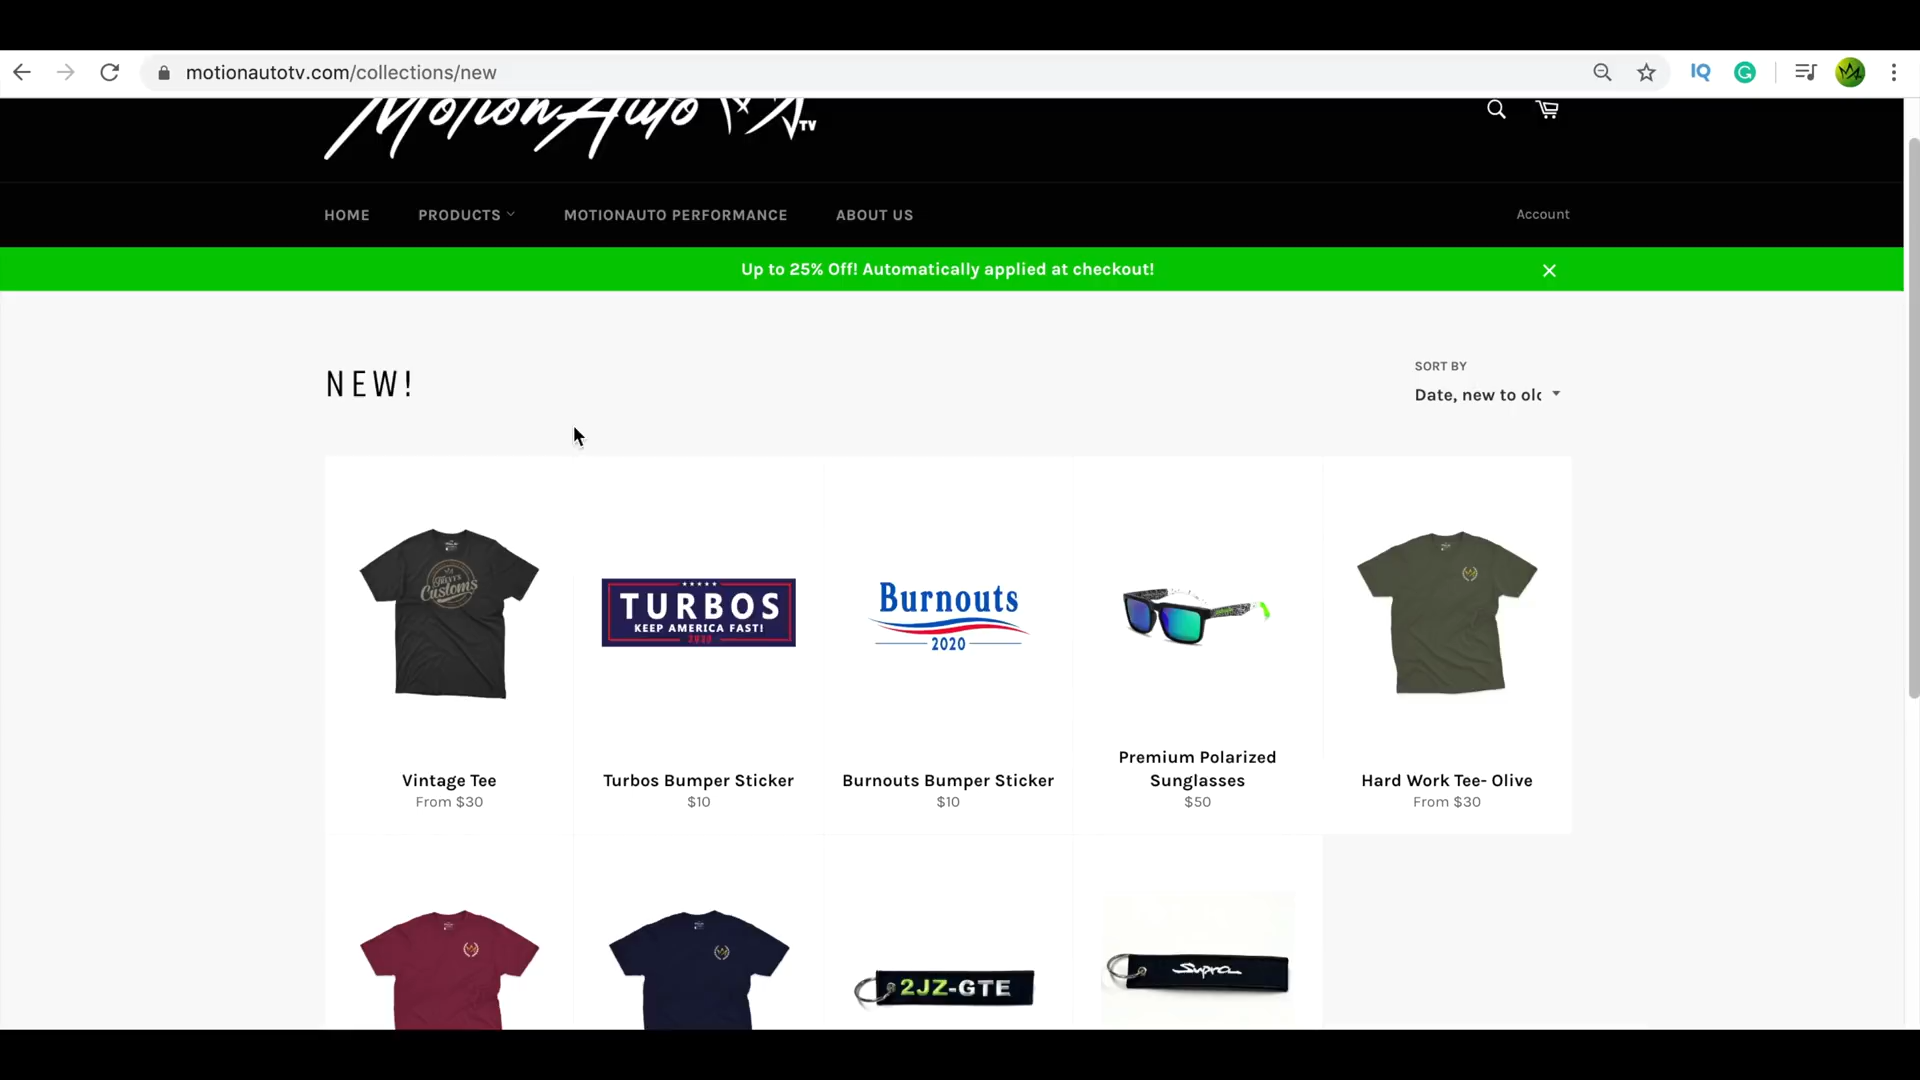 motionautotv.com/collections/new
IQ
MotionAuto TV
HOME
PRODUCTS
MOTIONAUTO PERFORMANCE
ABOUT US
Account
Up to 25% Off! Automatically applied at checkout!
NEW!
SORT BY
Date, new to old
Customs
TURBOS
KEEP AMERICA FAST!
2020
Burnouts
2020
Vintage Tee
From $30
Turbos Bumper Sticker
$10
Burnouts Bumper Sticker
$10
Premium Polarized
Sunglasses
$50
Hard Work Tee- Olive
From $30
2JZ-GTE
Supra